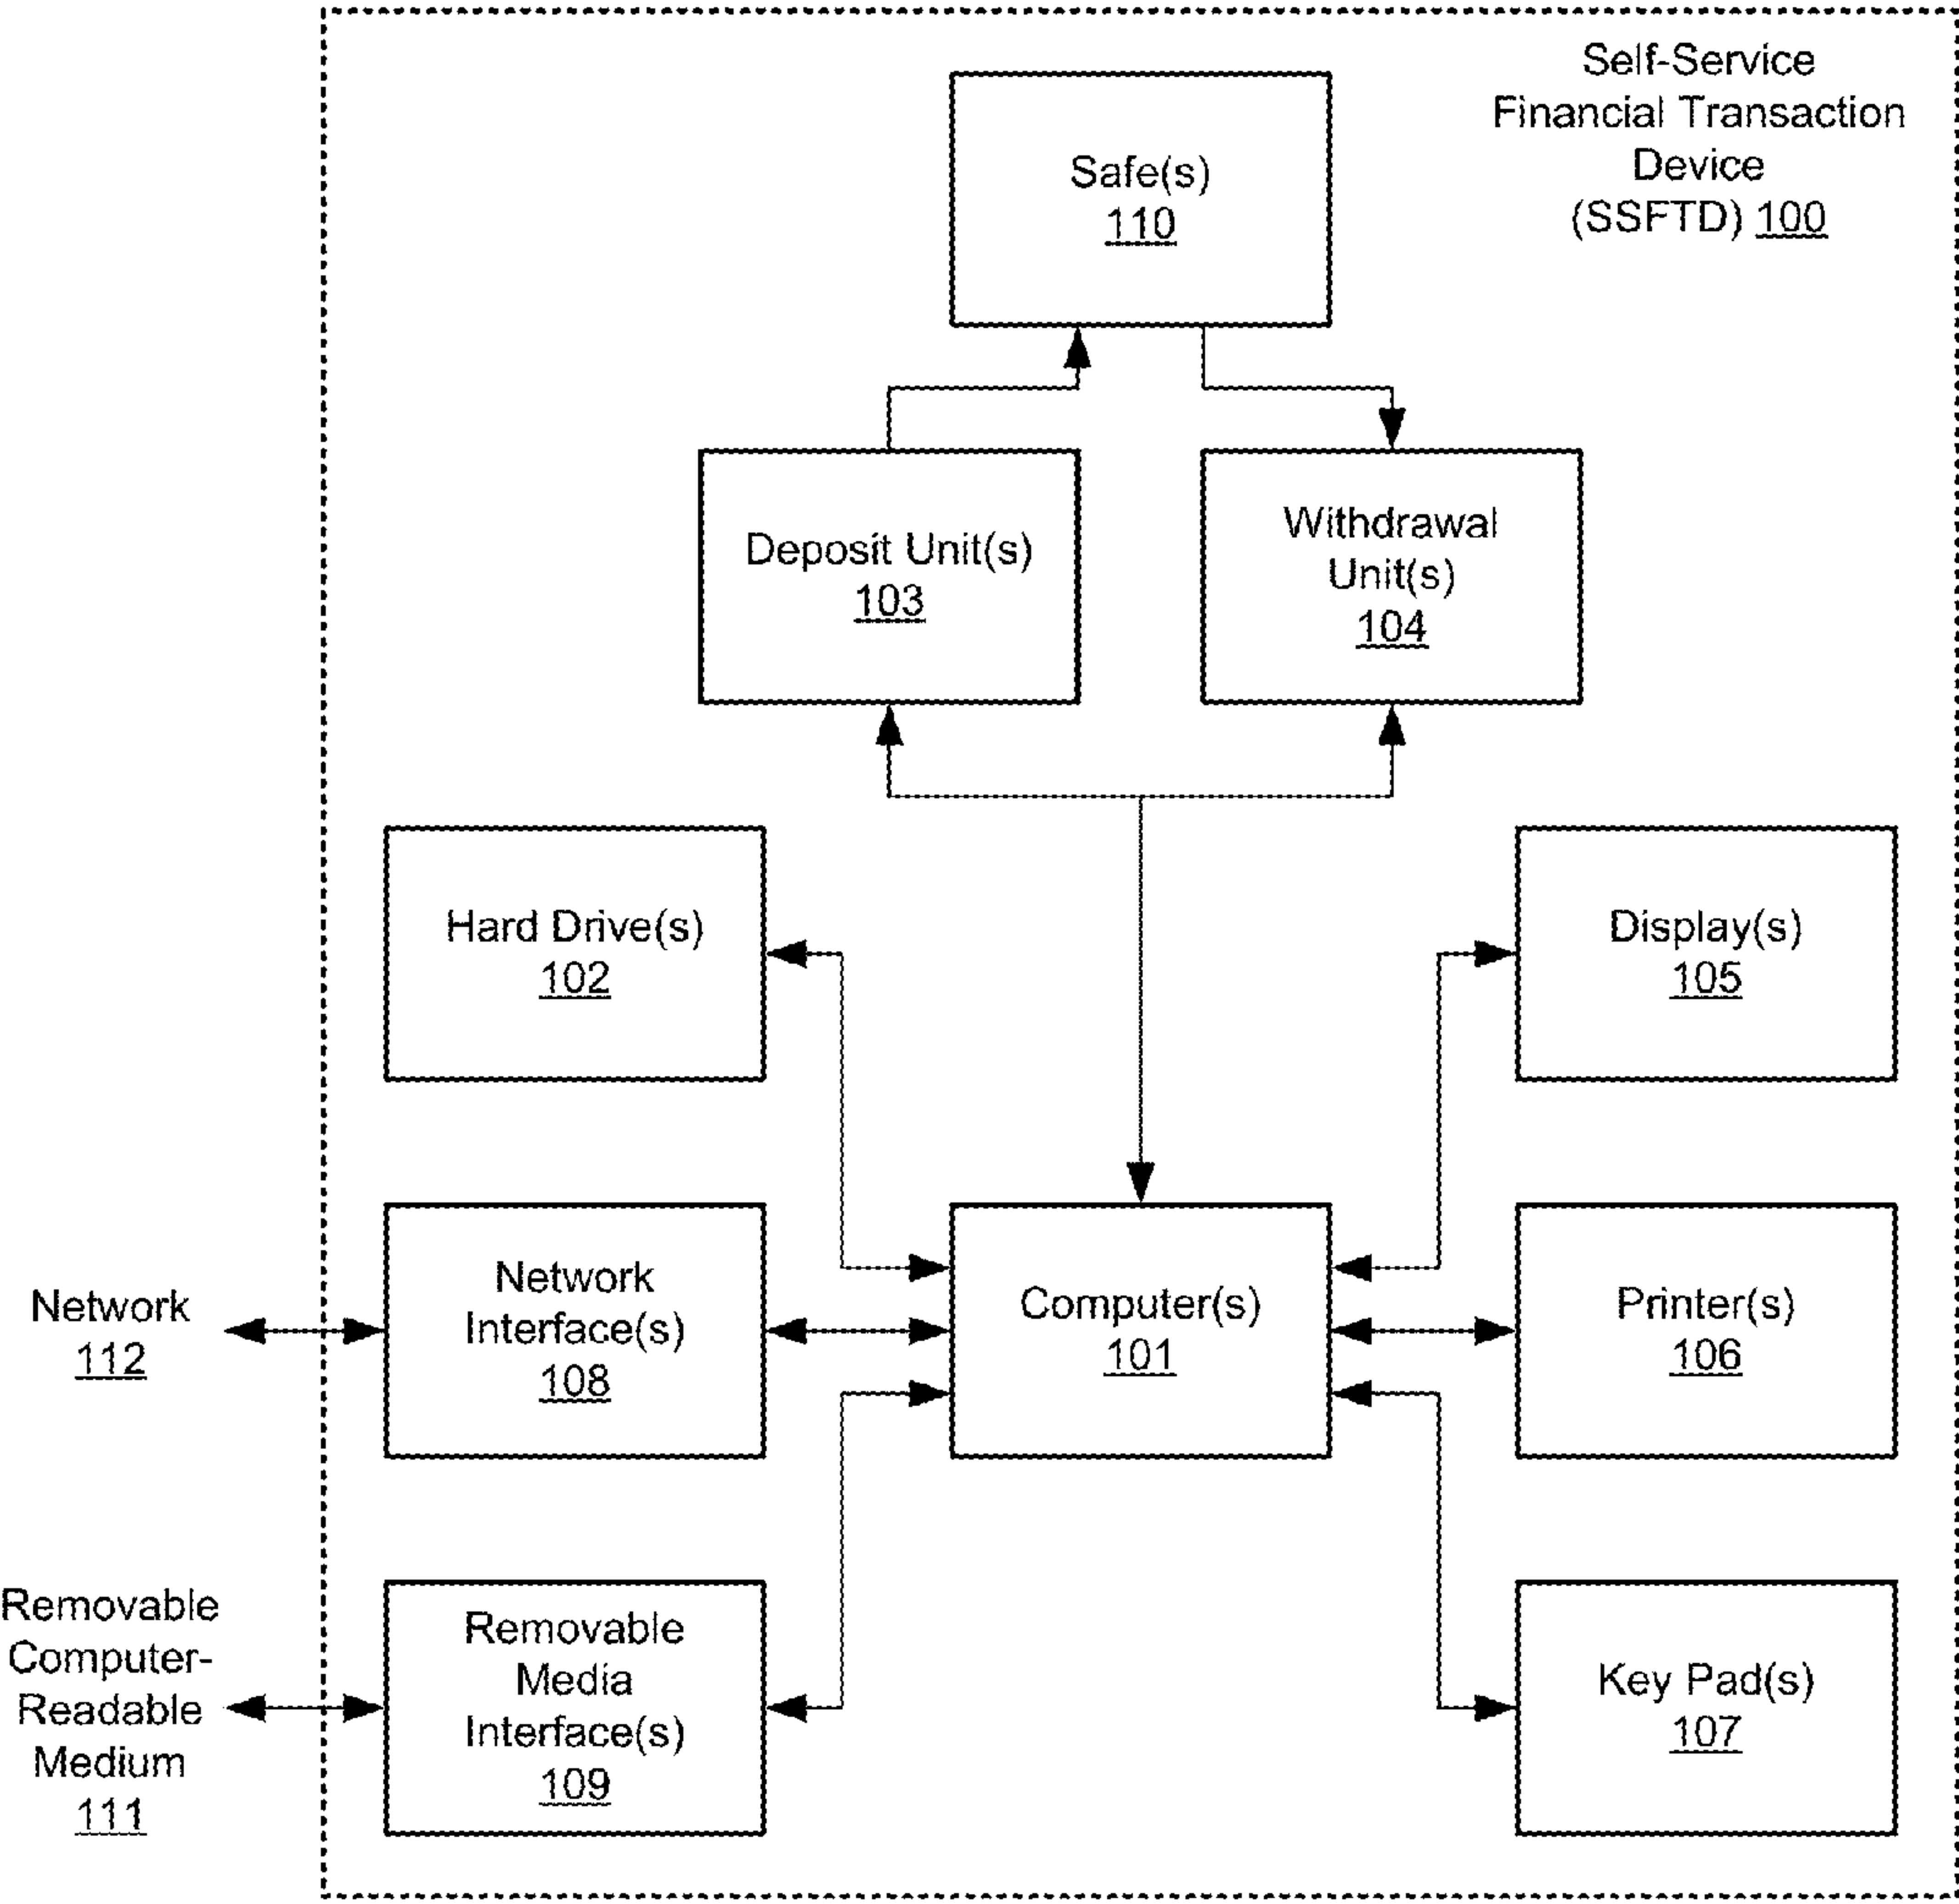 Self-Service
Financial Transaction
Device
(SSFTD) 100
Safe(s)
110
Deposit Unit(s)
103
Withdrawal
Unit(s)
104
Hard Drive(s)
102
Display(s)
105
Network
112
Network
Interface(s)
108
Computer(s)
101
Printer(s)
106
Removable
Computer-
Readable
Medium
111
Removable
Media
Interface(s)
109
Key Pad(s)
107